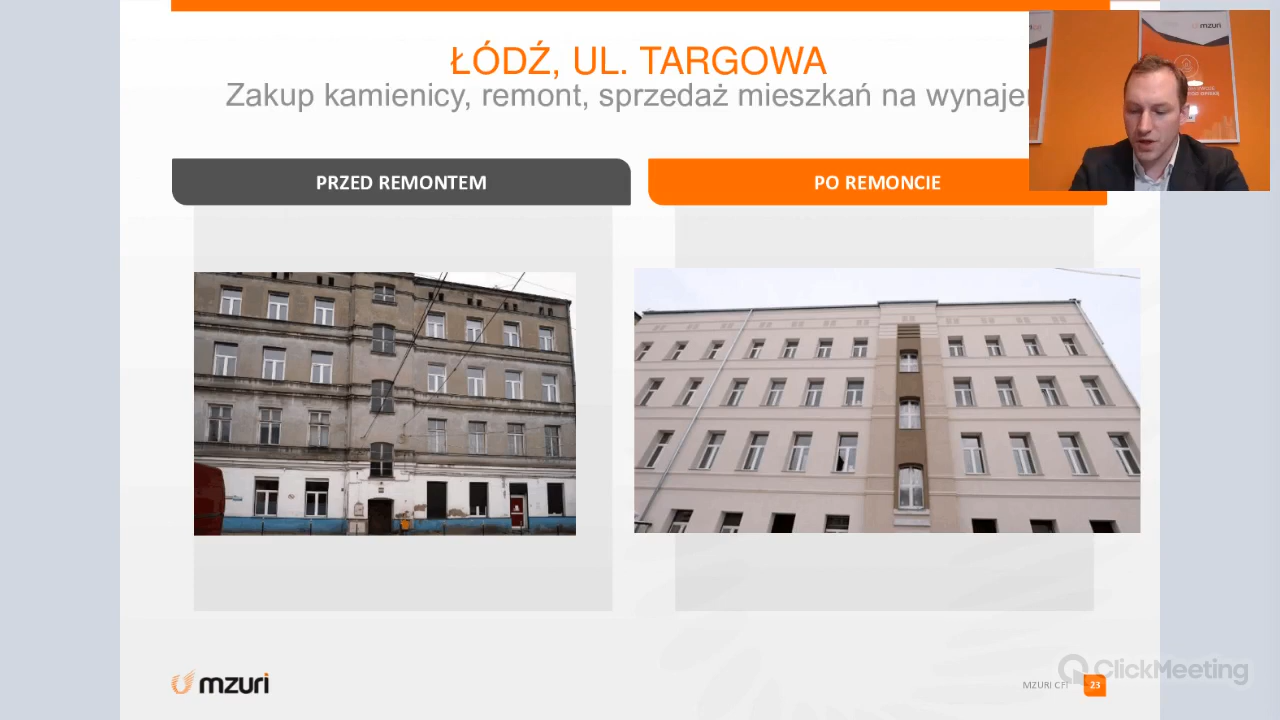 ŁÓDŹ, UL. TARGOWA
Zakup kamienicy, remont, sprzedaż mieszkań na wynajem
PRZED REMONTEM
PO REMONCIE
mzuri
mzuri
MZURI CFI
23
ClickMeeting